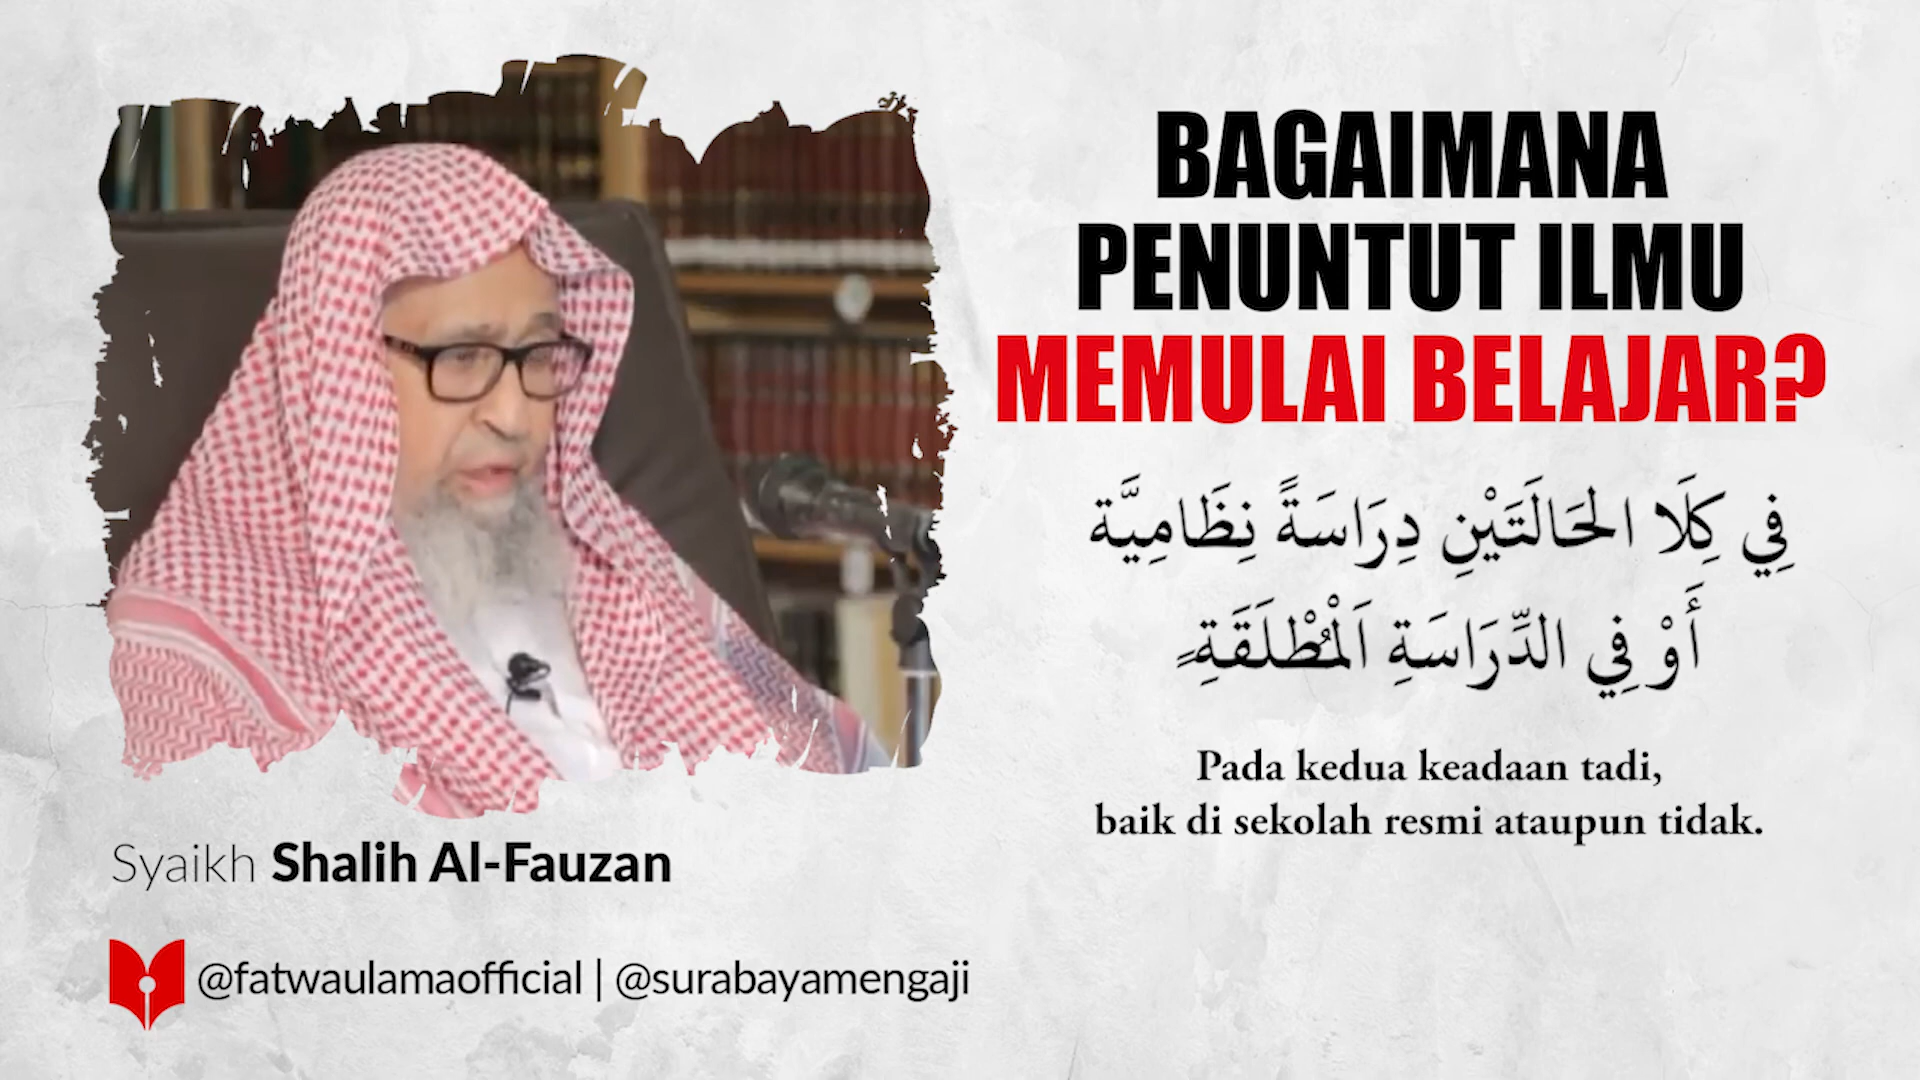 BAGAIMANA
PENUNTUT ILMU
MEMULAI BELAJAR?
فِي كِلَا الحَالَتَيْنِ دِرَاسَةً نِظَامِيَّة
أَوْ فِي الدِّرَاسَةِ اَلْمُطْلَقَةِ
Pada kedua keadaan tadi,
baik di sekolah resmi ataupun tidak.
Syaikh Shalih Al-Fauzan
@fatwaulamaofficial | @surabayamengaji